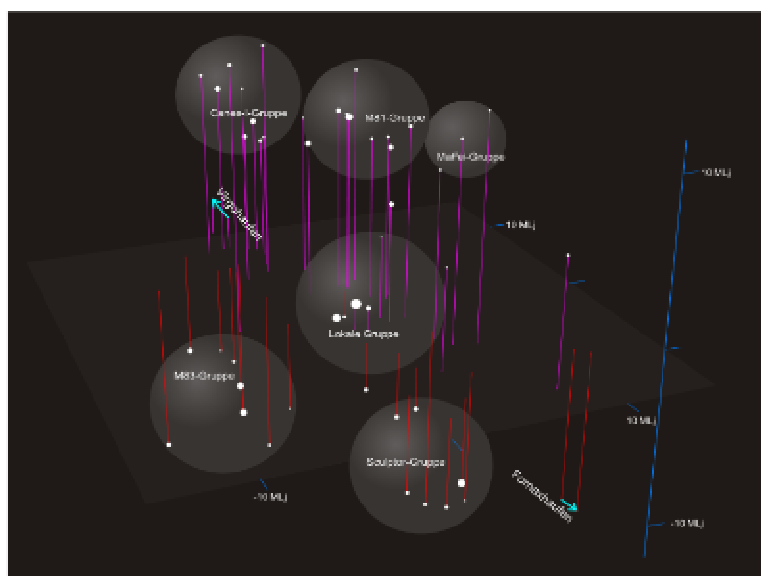 Canes-I-Gruppe
M81-Gruppe
Maffei-Gruppe
10 MLj
Virgohaufen
10 MLj
Lokale Gruppe
M83-Gruppe
10 MLj
Sculptor-Gruppe
Fornaxhaufen
-10 MLj
-10 MLj